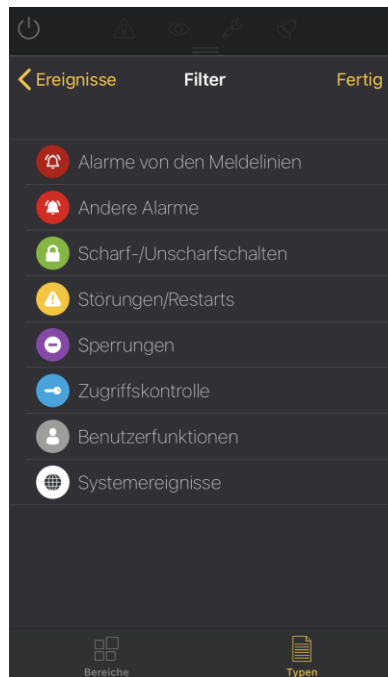 Ereignisse Filter Fertig
Alarme von den Meldelinien
Andere Alarme
Scharf-/Unscharfschalten
Störungen/Restarts
Sperrungen
Zugriffskontrolle
Benutzerfunktionen
Systemereignisse
Bereiche Typen